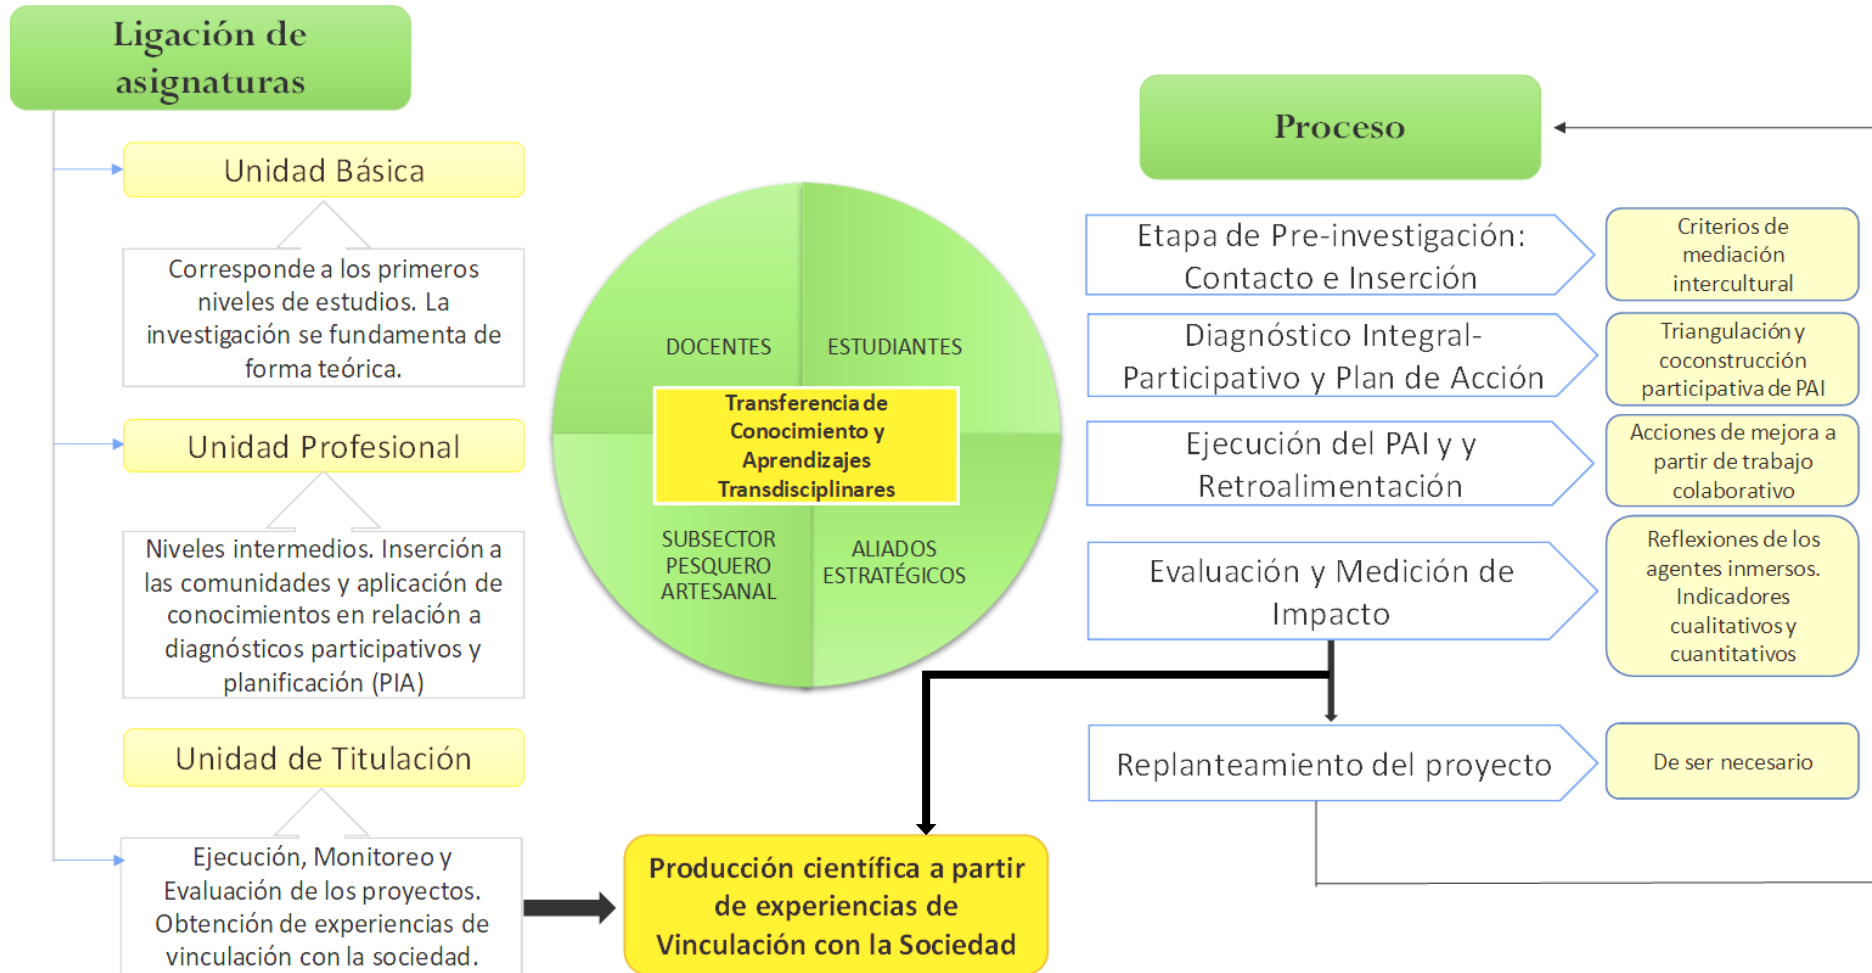 Ligación de
asignaturas
Unidad Básica
Corresponde a los primeros
niveles de estudios. La
investigación se fundamenta de
forma teórica.
Unidad Profesional
Niveles intermedios. Inserción a
las comunidades y aplicación de
conocimientos en relación a
diagnósticos participativos y
planificación (PIA)
Unidad de Titulación
Ejecución, Monitoreo y
Evaluación de los proyectos.
Obtención de experiencias de
vinculación con la sociedad.
DOCENTES
ESTUDIANTES
Transferencia de
Conocimiento y
Aprendizajes
Transdisciplinares
SUBSECTOR
PESQUERO
ARTESANAL
ALIADOS
ESTRATÉGICOS
Producción científica a partir
de experiencias de
Vinculación con la Sociedad
Proceso
Etapa de Pre-investigación:
Contacto e Inserción
Criterios de
mediación
intercultural
Diagnóstico Integral-
Participativo y Plan de Acción
Triangulación y
coconstrucción
participativa de PAI
Ejecución del PAI y y
Retroalimentación
Acciones de mejora a
partir de trabajo
colaborativo
Evaluación y Medición de
Impacto
Reflexiones de los
agentes inmersos.
Indicadores
cualitativos y
cuantitativos
Replanteamiento del proyecto
De ser necesario